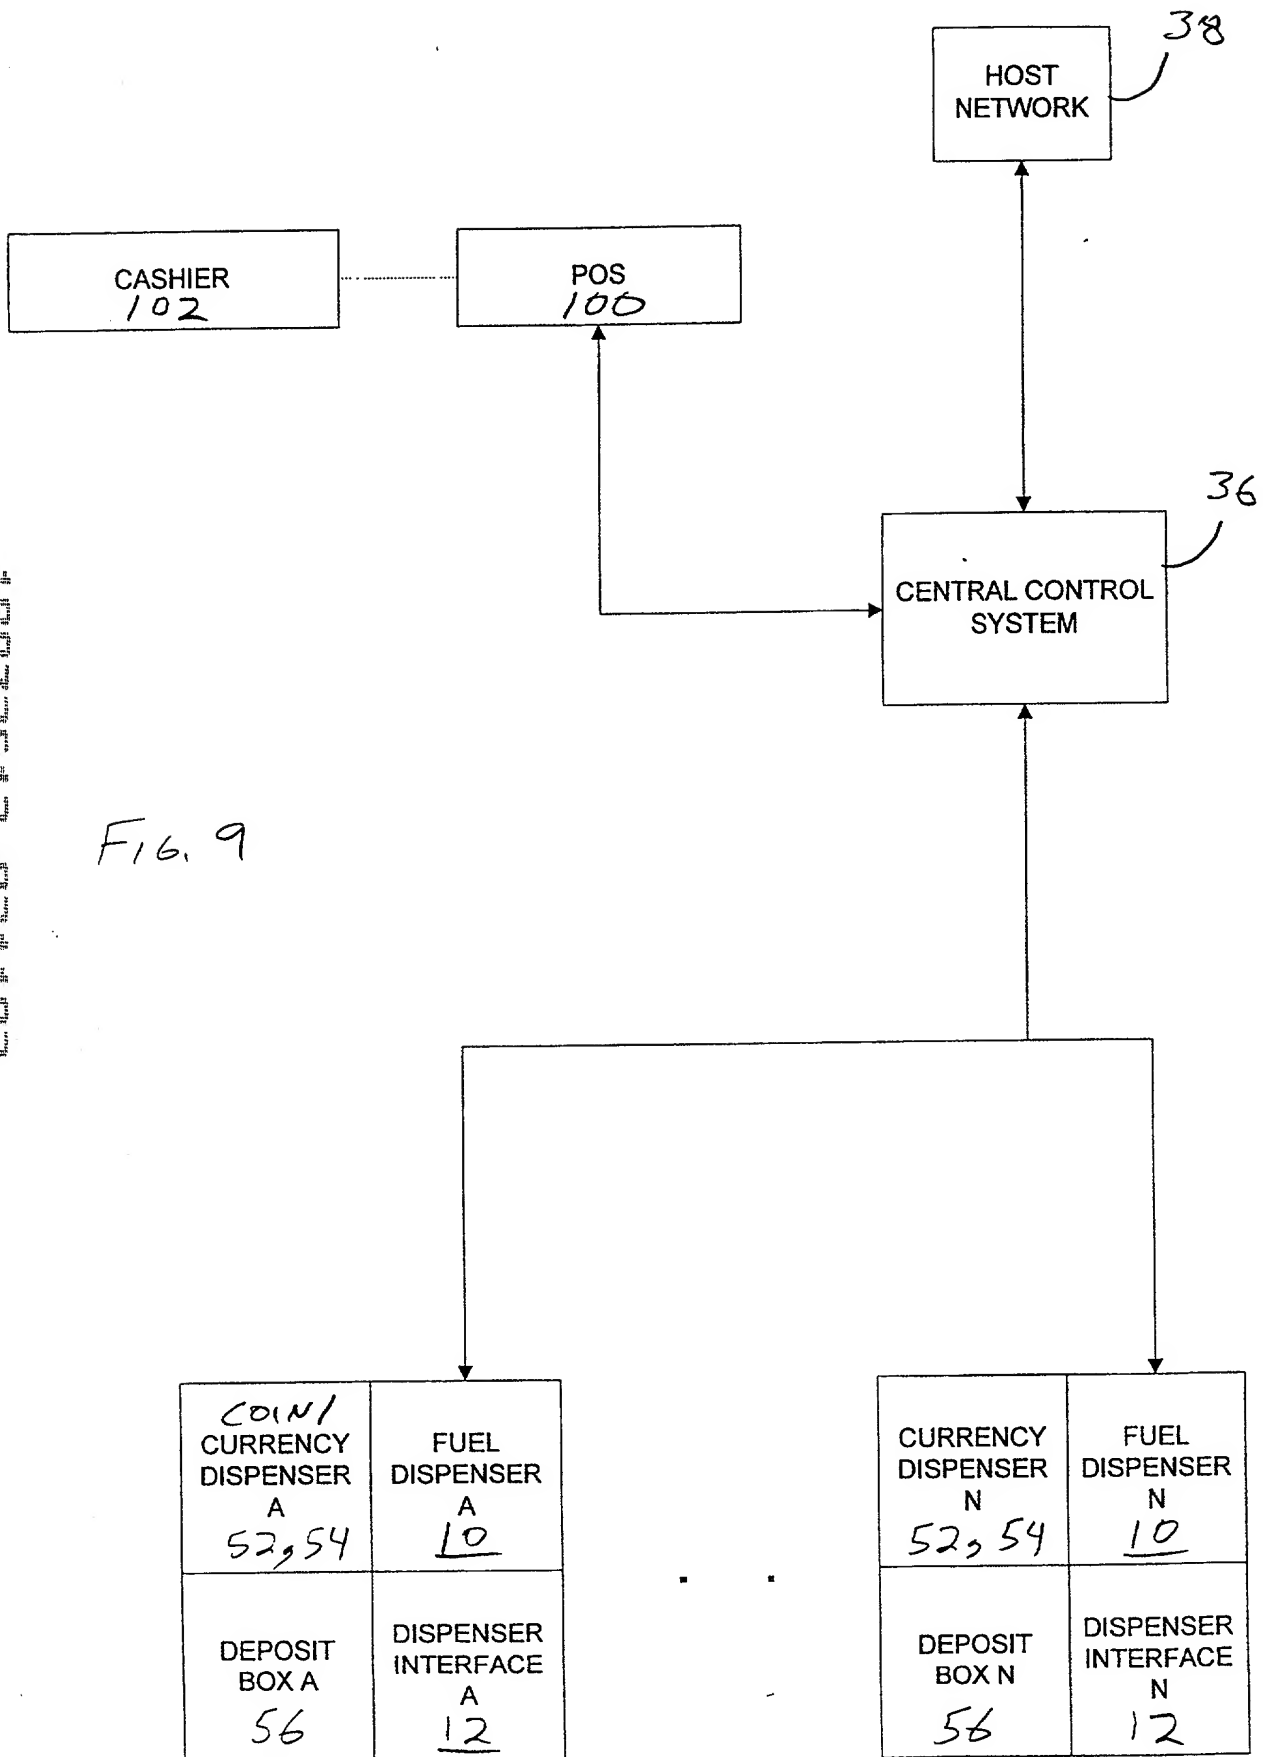 38
HOST
NETWORK
CASHIER
102
POS
100
36
CENTRAL CONTROL
SYSTEM
FIG. 9
COIN/
CURRENCY
DISPENSER
A
52,54
FUEL
DISPENSER
A
10
DEPOSIT
BOX A
56
DISPENSER
INTERFACE
A
12
CURRENCY
DISPENSER
N
52,54
FUEL
DISPENSER
N
10
DEPOSIT
BOX N
56
DISPENSER
INTERFACE
N
12